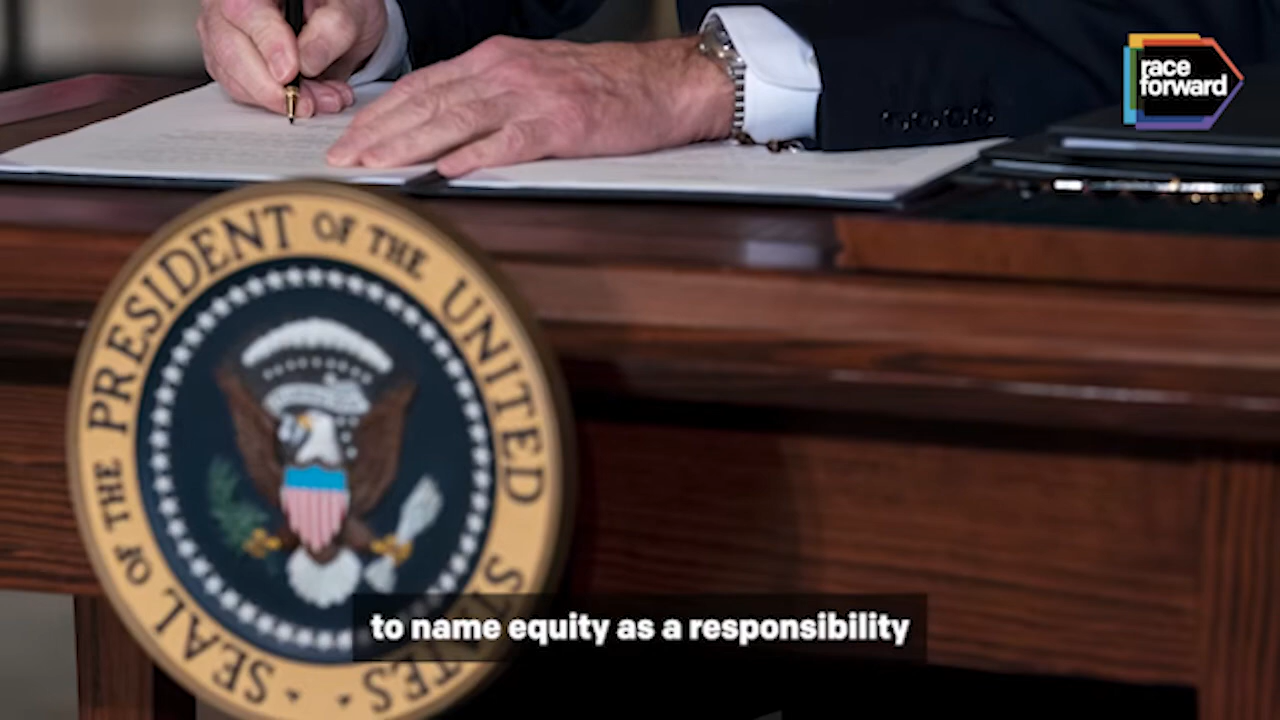 race
forward
SEAL OF THE PRESIDENT OF THE UNITED STATES
to name equity as a responsibility